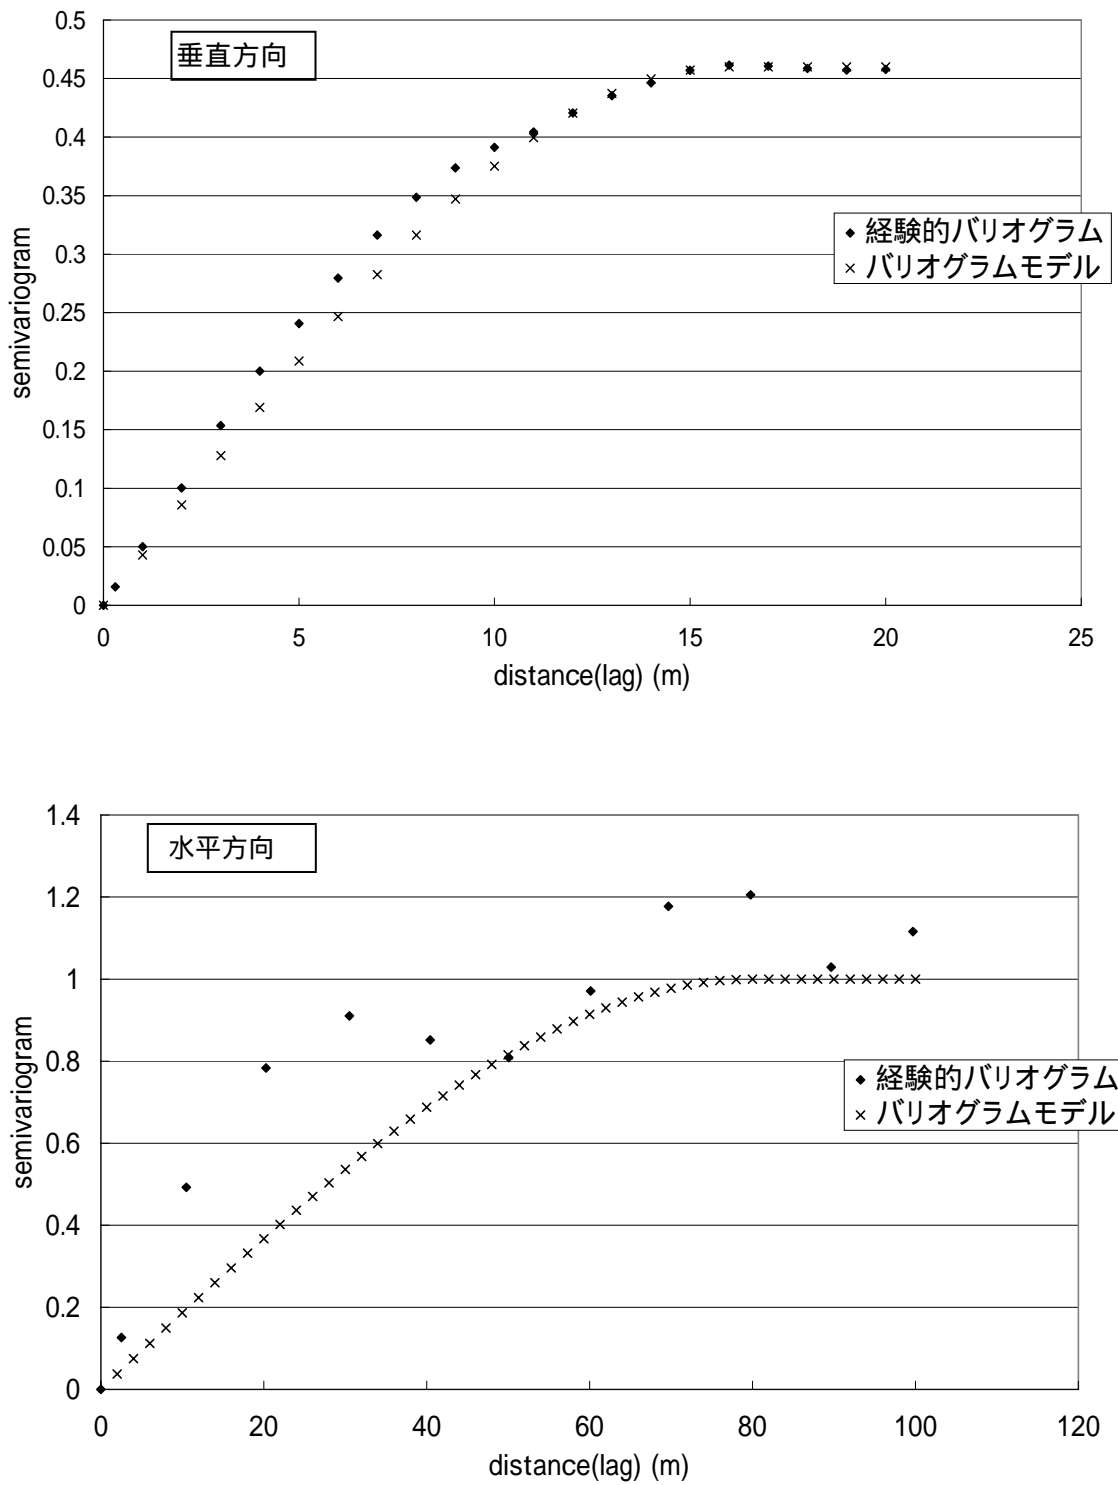 0.5
垂直方向
0.45
0.4
0.35
0.3
0.25
0.2
0.15
0.1
0.05
0
semivariogram
経験的バリオグラム
バリオグラムモデル
0 5 10 15 20 25
distance(lag) (m)
1.4
水平方向
1.2
1
0.8
0.6
0.4
0.2
0
semivariogram
経験的バリオグラム
バリオグラムモデル
0 20 40 60 80 100 120
distance(lag) (m)